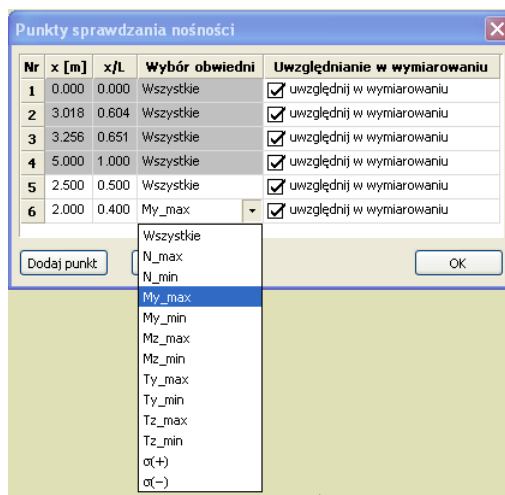 Punkty sprawdzania nośności
Nr x [m] x/L Wybór obwiedni Uwzględnianie w wymiarowaniu
1 0.000 0.000 Wszystkie uwzględnij w wymiarowaniu
2 3.018 0.604 Wszystkie uwzględnij w wymiarowaniu
3 3.256 0.651 Wszystkie uwzględnij w wymiarowaniu
4 5.000 1.000 Wszystkie uwzględnij w wymiarowaniu
5 2.500 0.500 Wszystkie uwzględnij w wymiarowaniu
6 2.000 0.400 My_max uwzględnij w wymiarowaniu
Dodaj punkt OK
Wszystkie
N_max
N_min
My_max
My_min
Mz_max
Mz_min
Ty_max
Ty_min
Tz_max
Tz_min
σ(+)
σ(−)